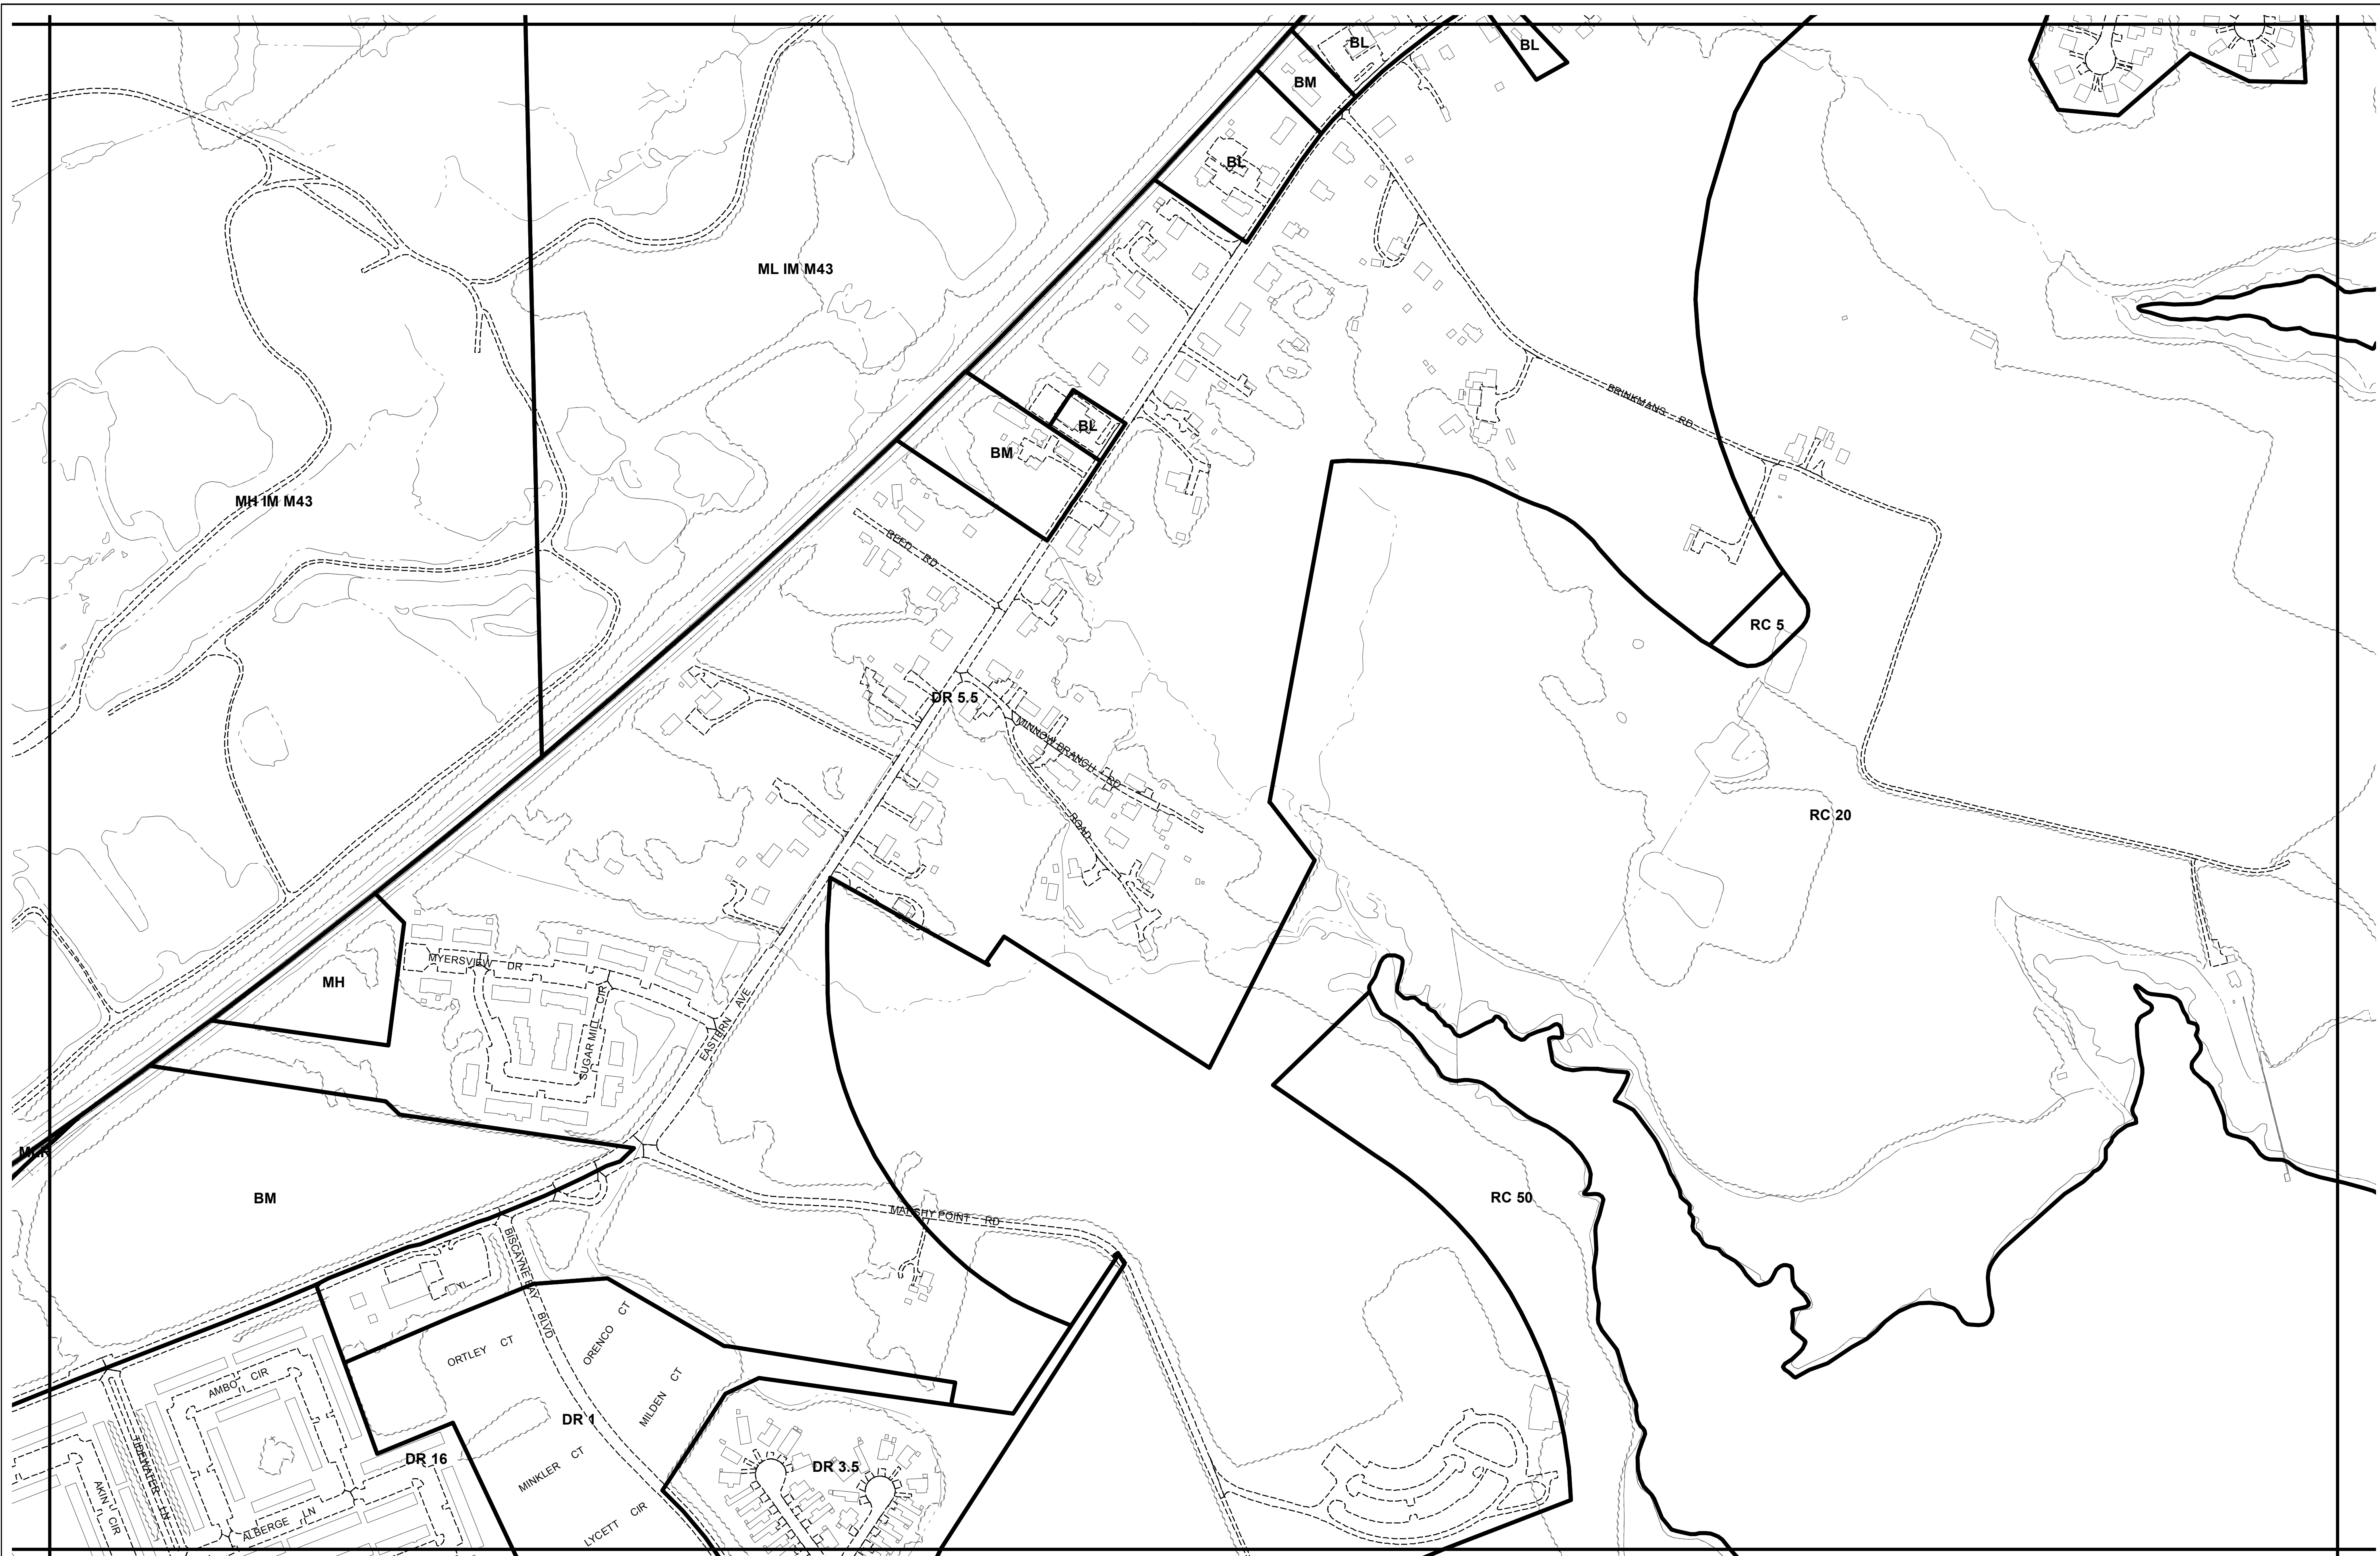 BL
BL
BM
BL
ML IM M43
BRINKMANS RD
BL
BM
MH IM M43
REED RD
RC 5
DR 5.5
MINNOW BRANCH RD
ROAD
RC 20
MYERSVIEW DR
MH
SUGAR MILL CIR
EASTERN AVE
MLR
BM
RC 50
MARSHY POINT RD
BISCAYNE BAY BLVD
ORENCO CT
ORTLEY CT
MILDEN CT
AMBO CIR
DR 1
DR 16
DR 3.5
TIDEWATER LN
MINKLER CT
AKIN CIR
ALBERGE LN
LYCETT CIR